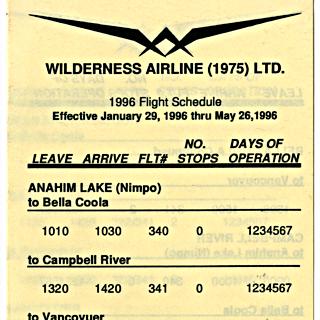 WILDERNESS AIRLINE (1975) LTD.
1996 Flight Schedule
Effective January 29, 1996 thru May 26,1996
NO. DAYS OF
LEAVE ARRIVE FLT# STOPS OPERATION
ANAHIM LAKE (Nimpo)
to Bella Coola
1010 1030 340 0 1234567
to Campbell River
1320 1420 341 0 1234567
to Vancouver